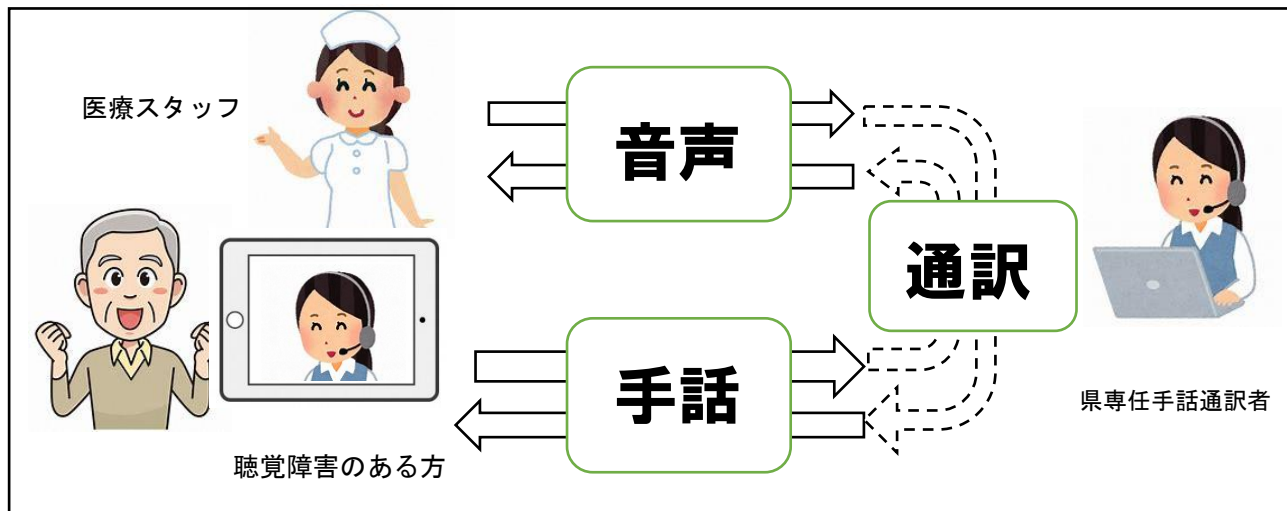 医療スタッフ
音声
通訳
手話
県専任手話通訳者
聴覚障害のある方